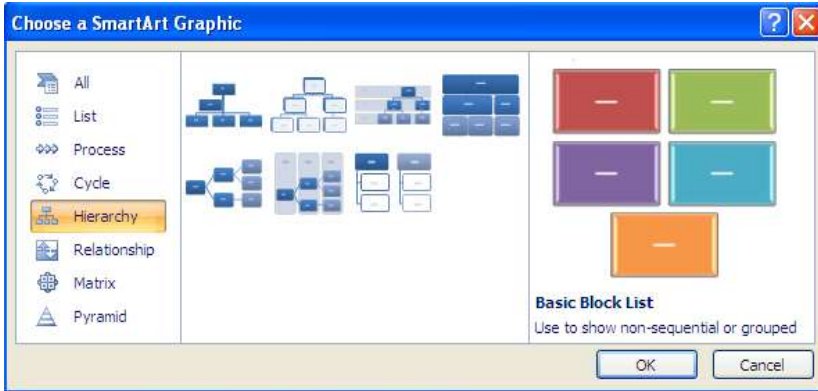 Choose a SmartArt Graphic
All
List
Process
Cycle
Hierarchy
Relationship
Matrix
Pyramid
Basic Block List
Use to show non-sequential or grouped
OK
Cancel